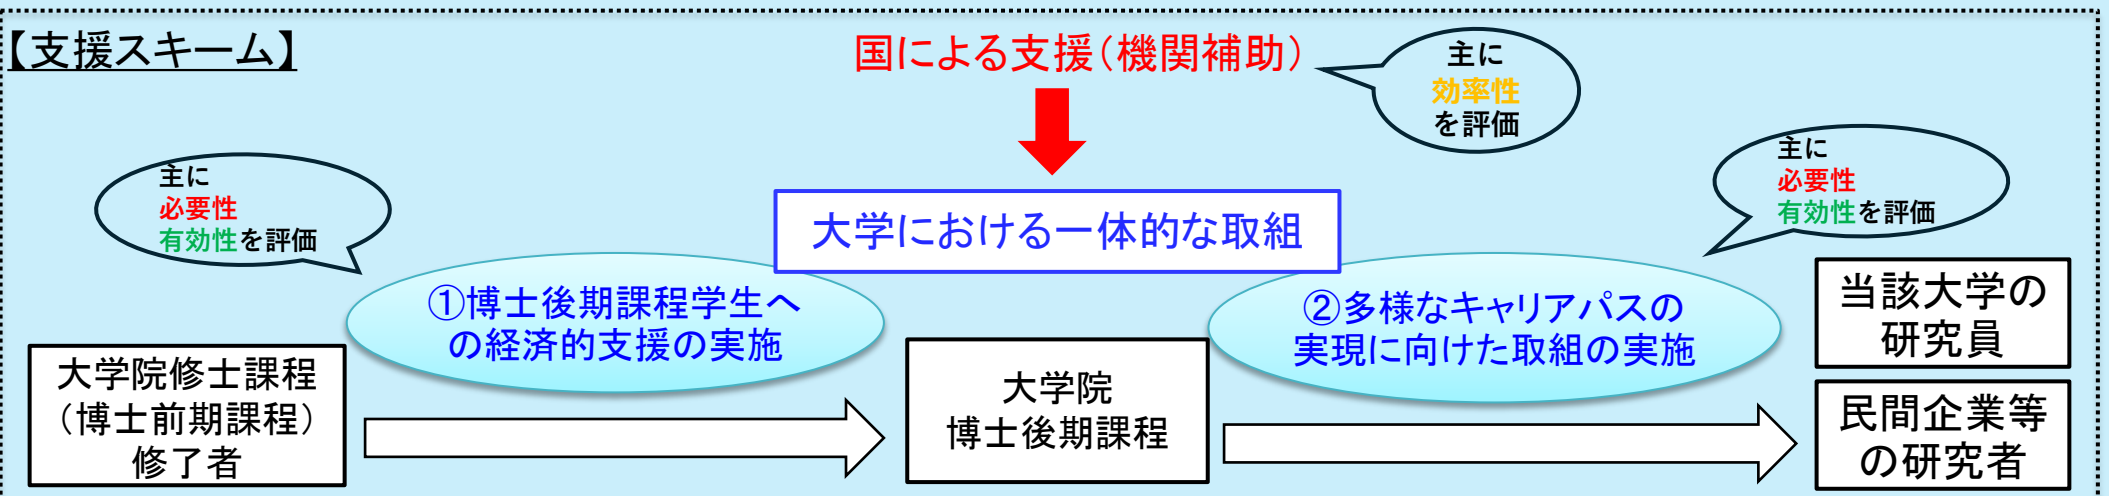 【支援スキーム】
国による支援(機関補助)
主に
効率性
を評価
主に
必要性
有効性を評価
大学における一体的な取組
主に
必要性
有効性を評価
①博士後期課程学生へ
の経済的支援の実施
②多様なキャリアパスの
実現に向けた取組の実施
大学院修士課程
(博士前期課程)
修了者
大学院
博士後期課程
当該大学の
研究員
民間企業等
の研究者